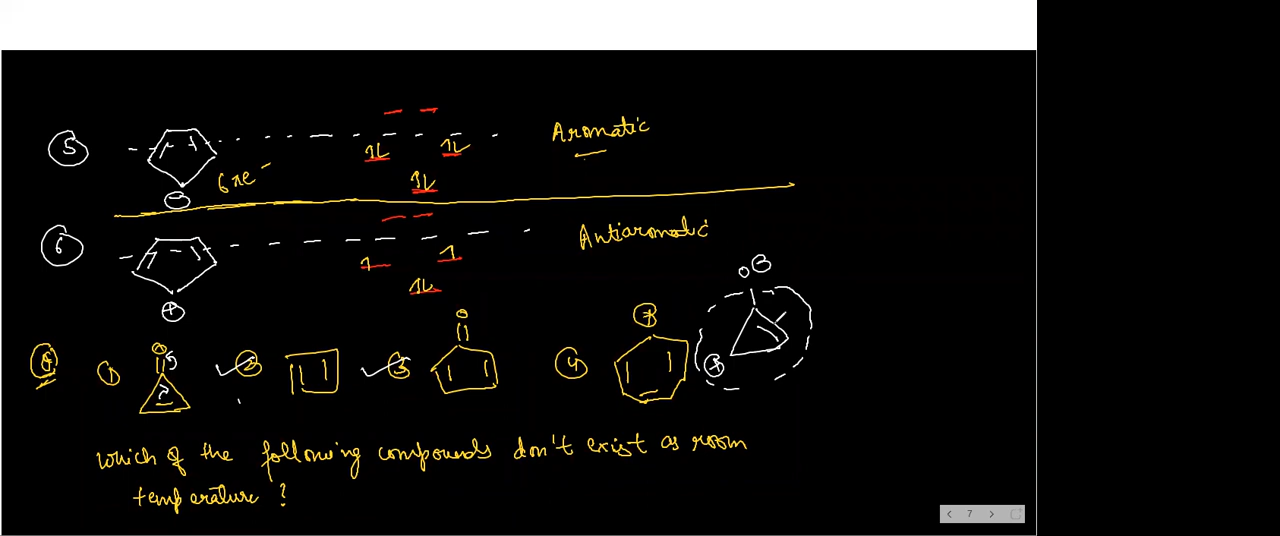 5 Aromatic
6πe⁻
6 Antiaromatic
Q 1 2 3 4
which of the following compounds don't exist as room
temperature?
7